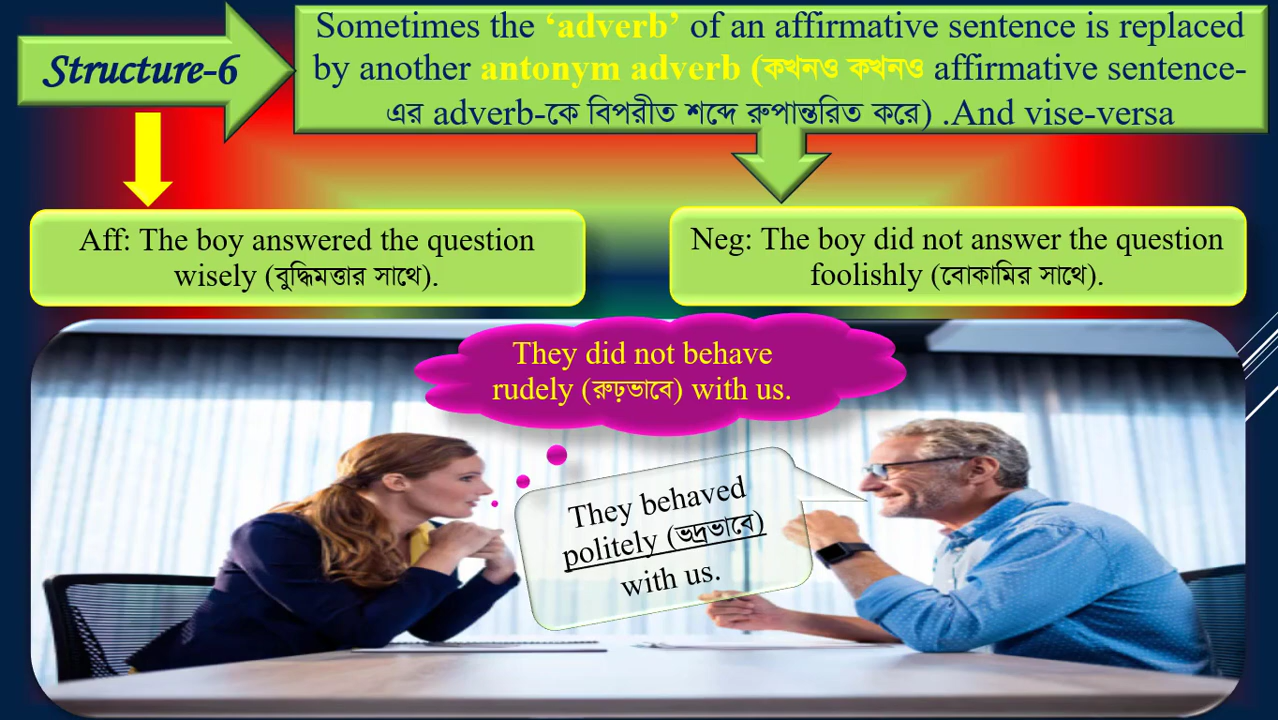 Structure-6
Sometimes the ‘adverb’ of an affirmative sentence is replaced
by another antonym adverb (কখনও কখনও affirmative sentence-
এর adverb-কে বিপরীত শব্দে রুপান্তরিত করে) .And vise-versa
Aff: The boy answered the question
wisely (বুদ্ধিমত্তার সাথে).
Neg: The boy did not answer the question
foolishly (বোকামির সাথে).
They did not behave
rudely (রুঢ়ভাবে) with us.
They behaved
politely (ভদ্রভাবে)
with us.